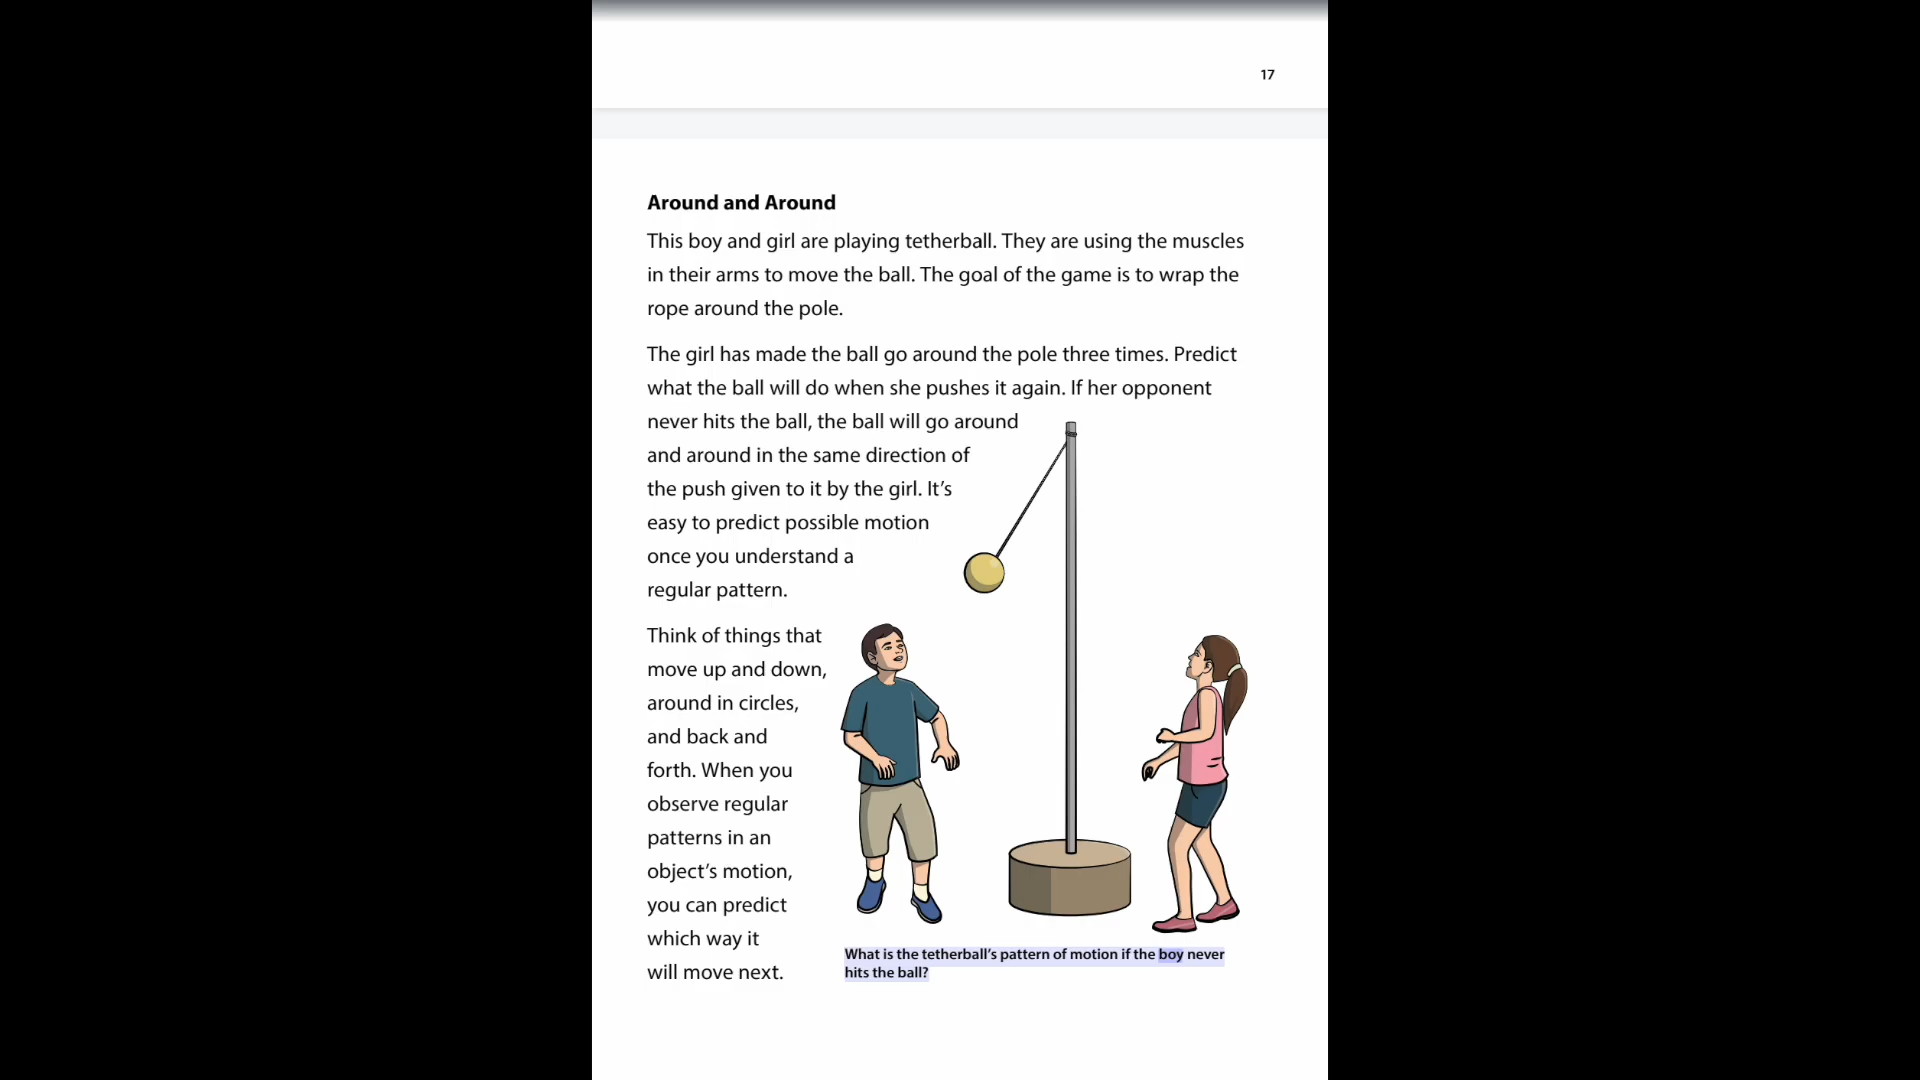 17
Around and Around
This boy and girl are playing tetherball. They are using the muscles
in their arms to move the ball. The goal of the game is to wrap the
rope around the pole.
The girl has made the ball go around the pole three times. Predict
what the ball will do when she pushes it again. If her opponent
never hits the ball, the ball will go around
and around in the same direction of
the push given to it by the girl. It’s
easy to predict possible motion
once you understand a
regular pattern.
Think of things that
move up and down,
around in circles,
and back and
forth. When you
observe regular
patterns in an
object’s motion,
you can predict
which way it
will move next.
What is the tetherball’s pattern of motion if the boy never
hits the ball?